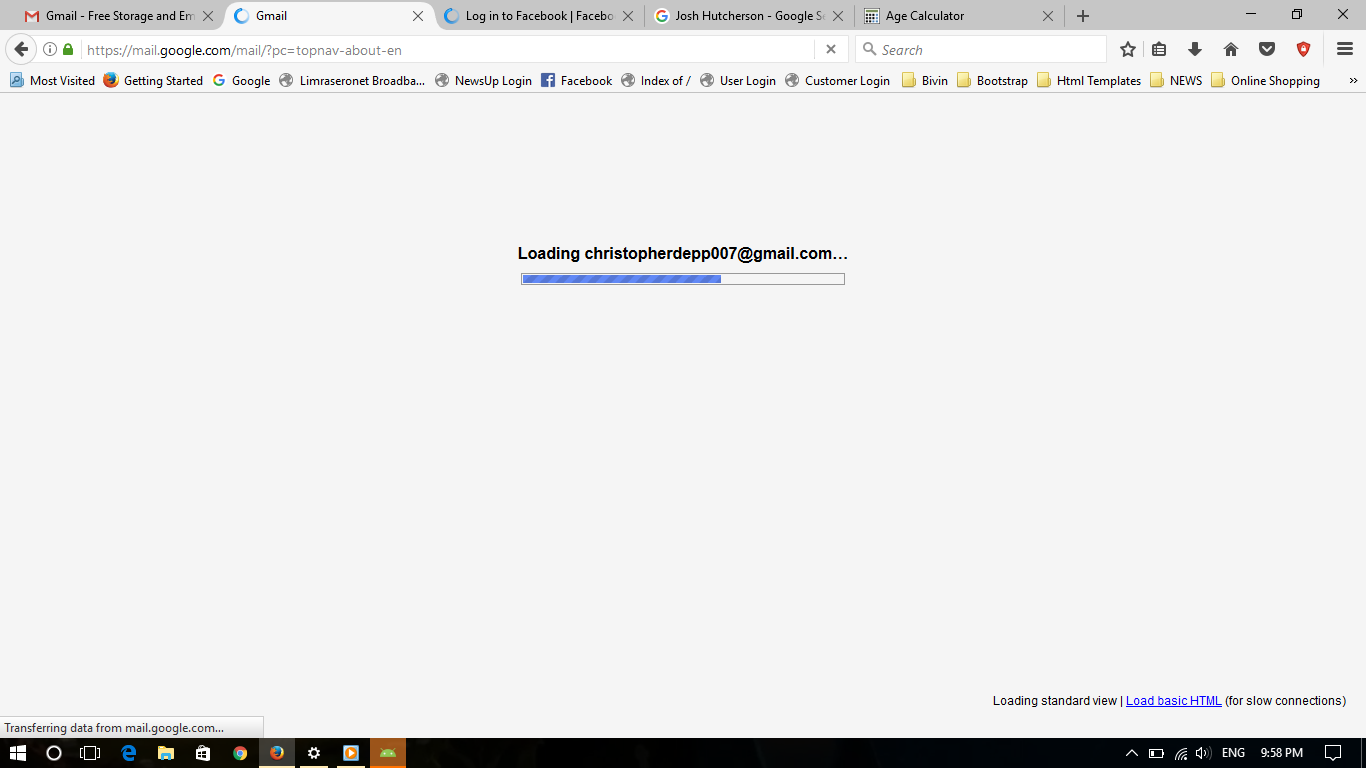 Gmail - Free Storage and Em
Gmail
Log in to Facebook | Facebo
Josh Hutcherson - Google Se
Age Calculator
https://mail.google.com/mail/?pc=topnav-about-en
Search
Most Visited
Getting Started
Google
Limraseronet Broadba...
NewsUp Login
Facebook
Index of /
User Login
Customer Login
Bivin
Bootstrap
Html Templates
NEWS
Online Shopping
Loading christopherdepp007@gmail.com…
Loading standard view | Load basic HTML (for slow connections)
Transferring data from mail.google.com...
ENG
9:58 PM